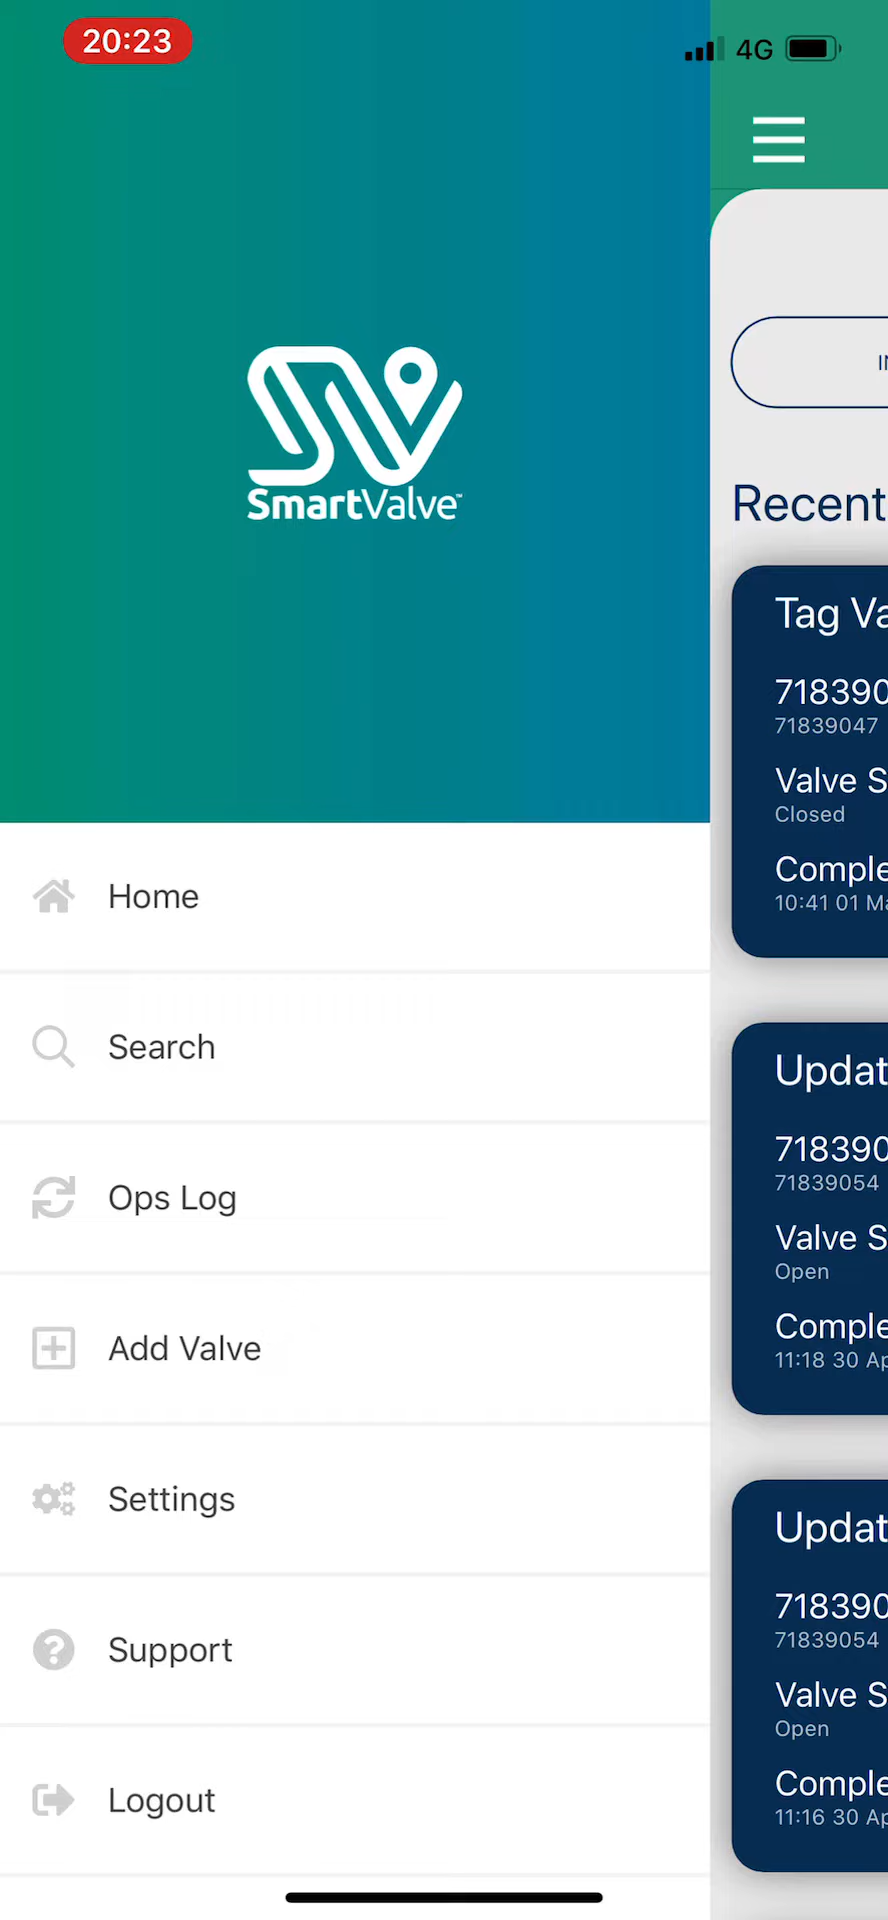 20:23
4G
SmartValve™
Home
Search
Ops Log
Add Valve
Settings
Support
Logout
Recent
Tag Va
718390
71839047
Valve S
Closed
Comple
10:41 01 Ma
Updat
718390
71839054
Valve S
Open
Comple
11:18 30 Ap
Updat
718390
71839054
Valve S
Open
Comple
11:16 30 Ap